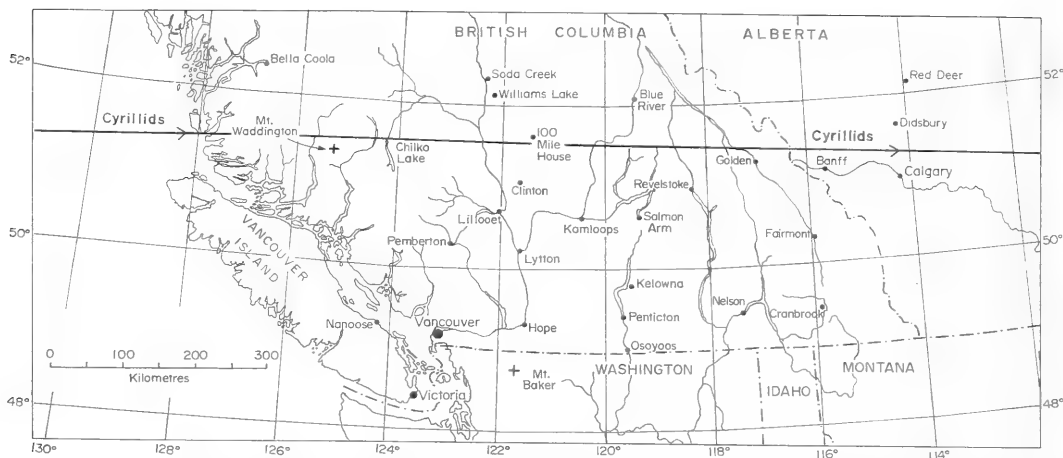 BRITISH COLUMBIA ALBERTA
52°
52°
Bella Coola
Soda Creek
Williams Lake
Blue
River
Red Deer
Didsbury
Cyrillids
Mt.
Waddington
Chilko
Lake
100
Mile
House
Cyrillids
Golden
Banff
Calgary
Clinton
Revelstoke
Lillooet
Kamloops
Salmon
Arm
Fairmont
50°
50°
VANCOUVER
ISLAND
Pemberton
Lytton
Kelowna
Nelson
Cranbrook
Nanoose
Vancouver
Hope
Penticton
Osoyoos
0 100 200 300
Kilometres
Mt.
Baker
WASHINGTON
IDAHO
MONTANA
Victoria
48°
48°
130° 128° 126° 124° 122° 120° 118° 116° 114°